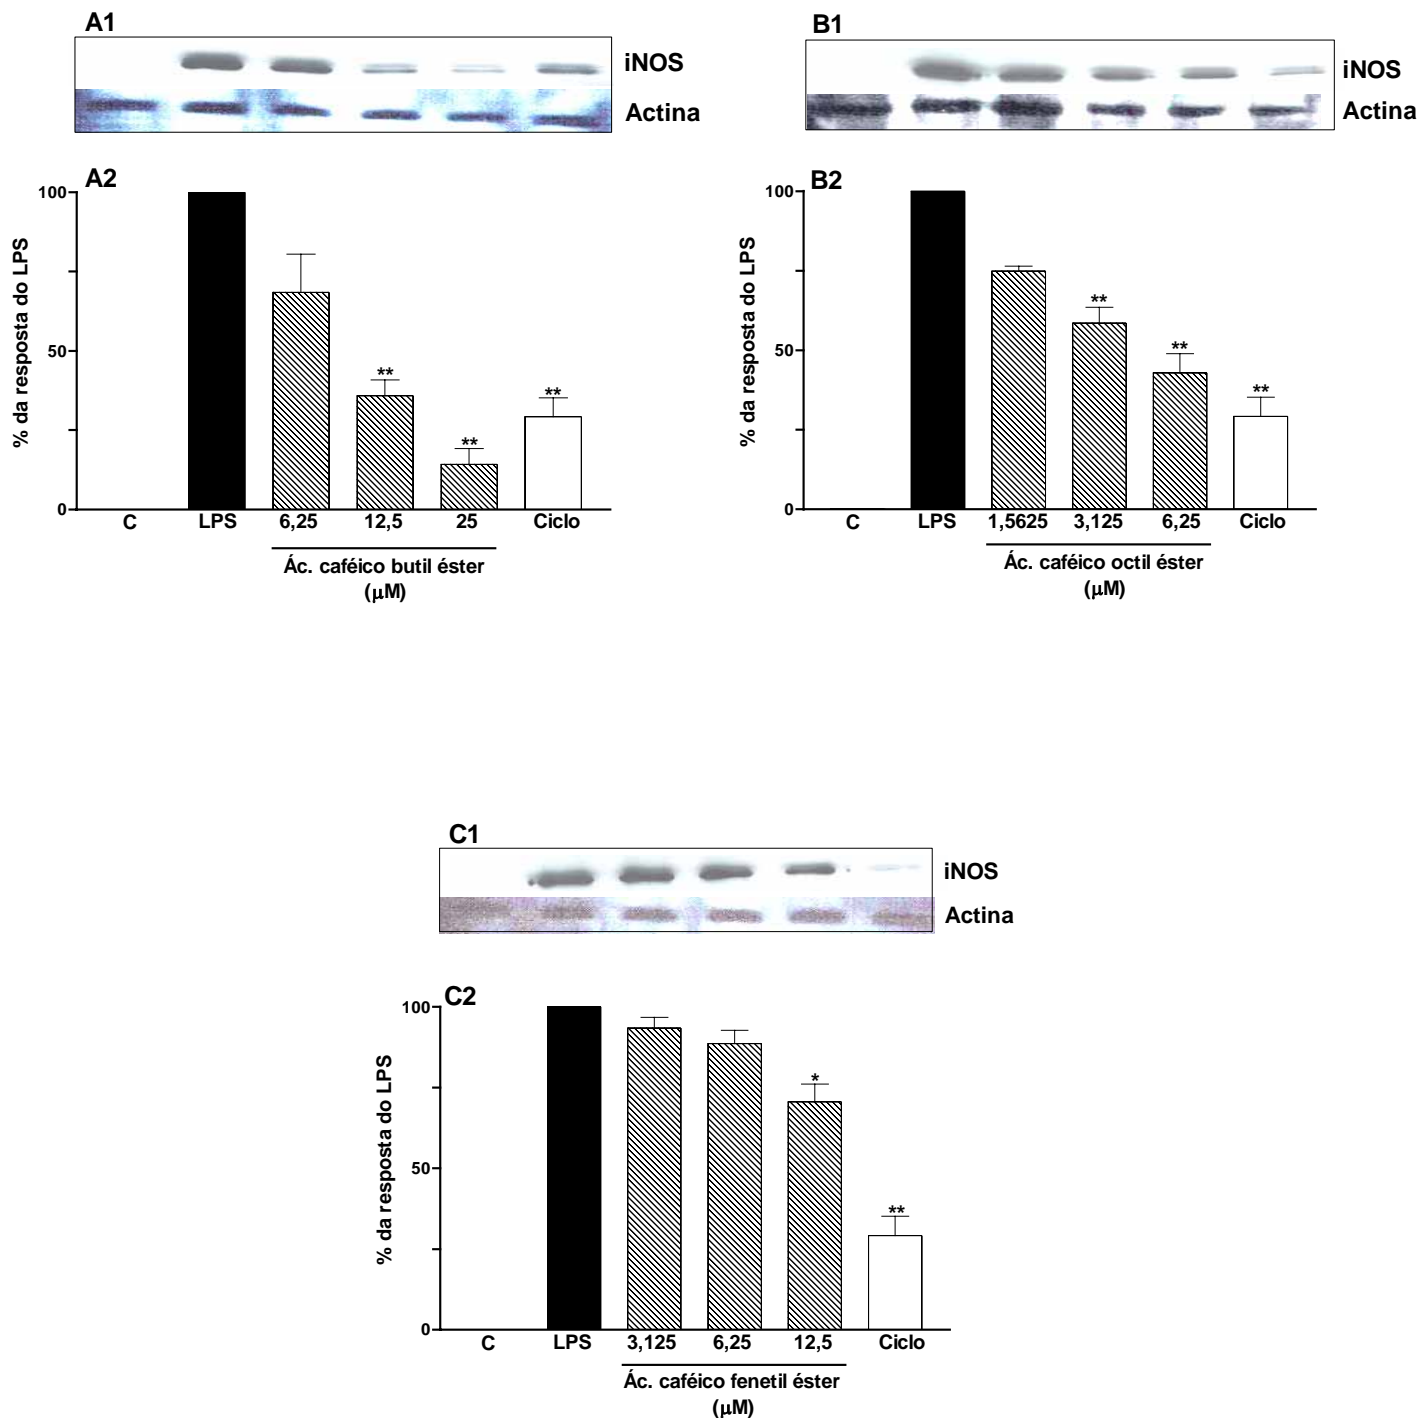 A1
iNOS
Actina
A2
% da resposta do LPS
100
50
0
**
**
**
C LPS 6,25 12,5 25 Ciclo
Ác. caféico butil éster
(μM)
B1
iNOS
Actina
B2
% da resposta do LPS
100
50
0
**
**
**
C LPS 1,5625 3,125 6,25 Ciclo
Ác. caféico octil éster
(μM)
C1
iNOS
Actina
C2
% da resposta do LPS
100
50
0
*
**
C LPS 3,125 6,25 12,5 Ciclo
Ác. caféico fenetil éster
(μM)